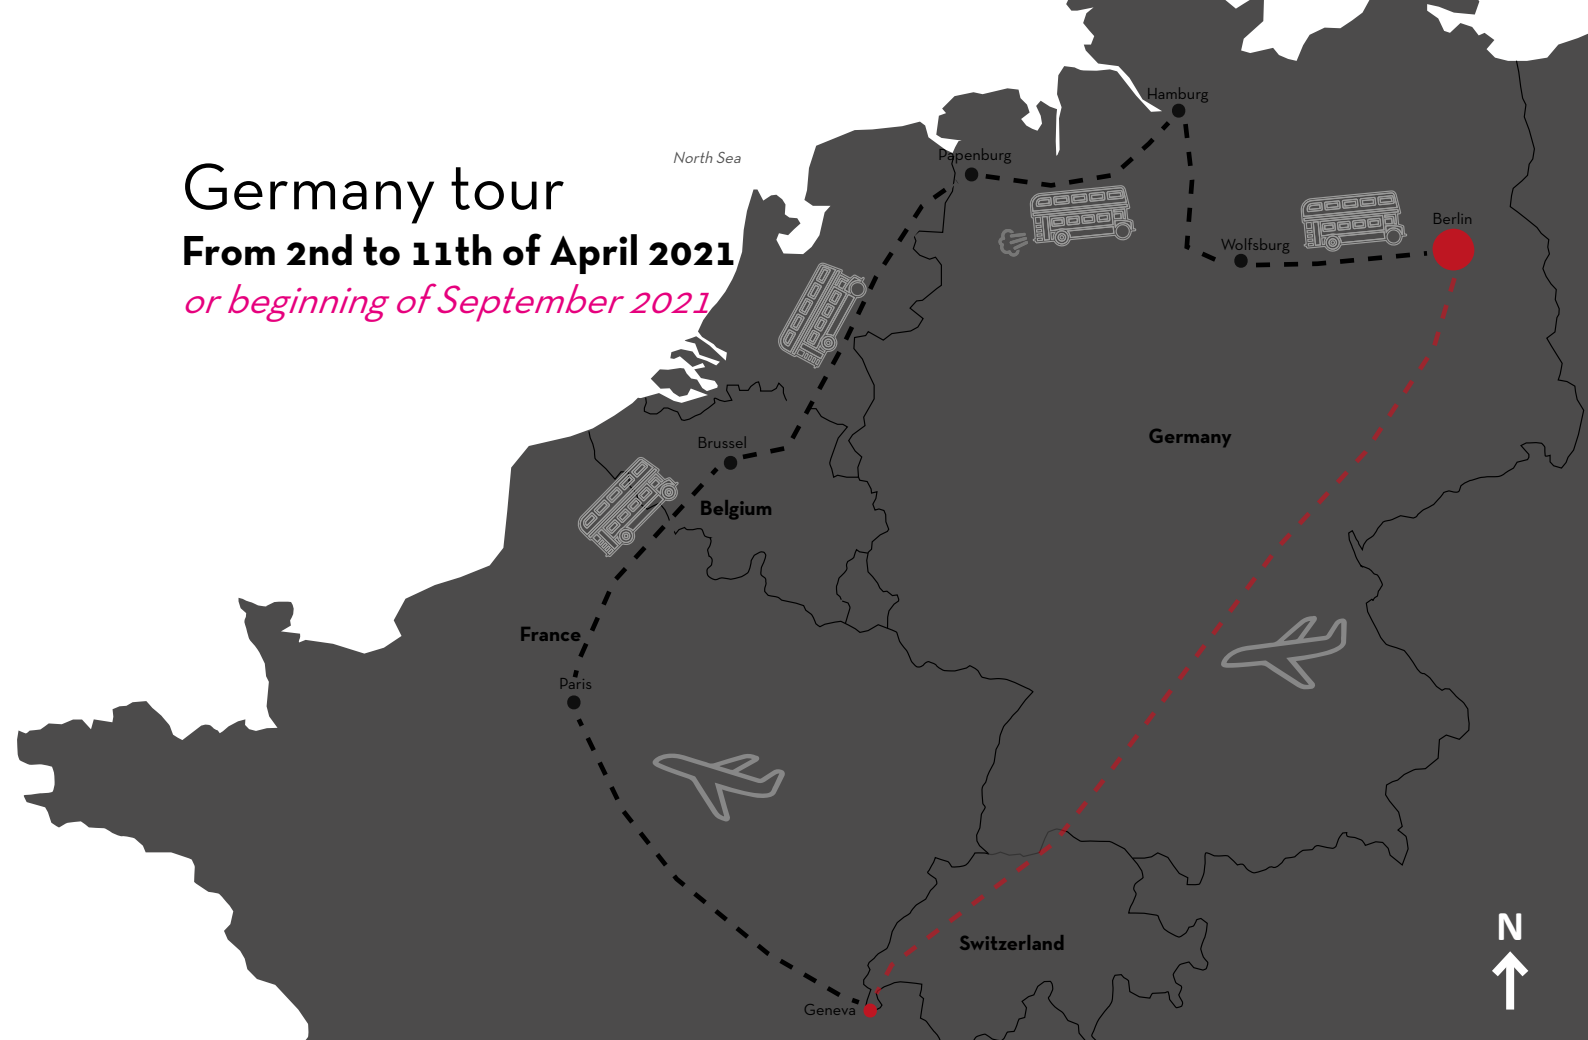 Hamburg
Papenburg
North Sea
Germany tour
From 2nd to 11th of April 2021
or beginning of September 2021
Berlin
Wolfsburg
Germany
Brussel
Belgium
France
Paris
N
Switzerland
Geneva